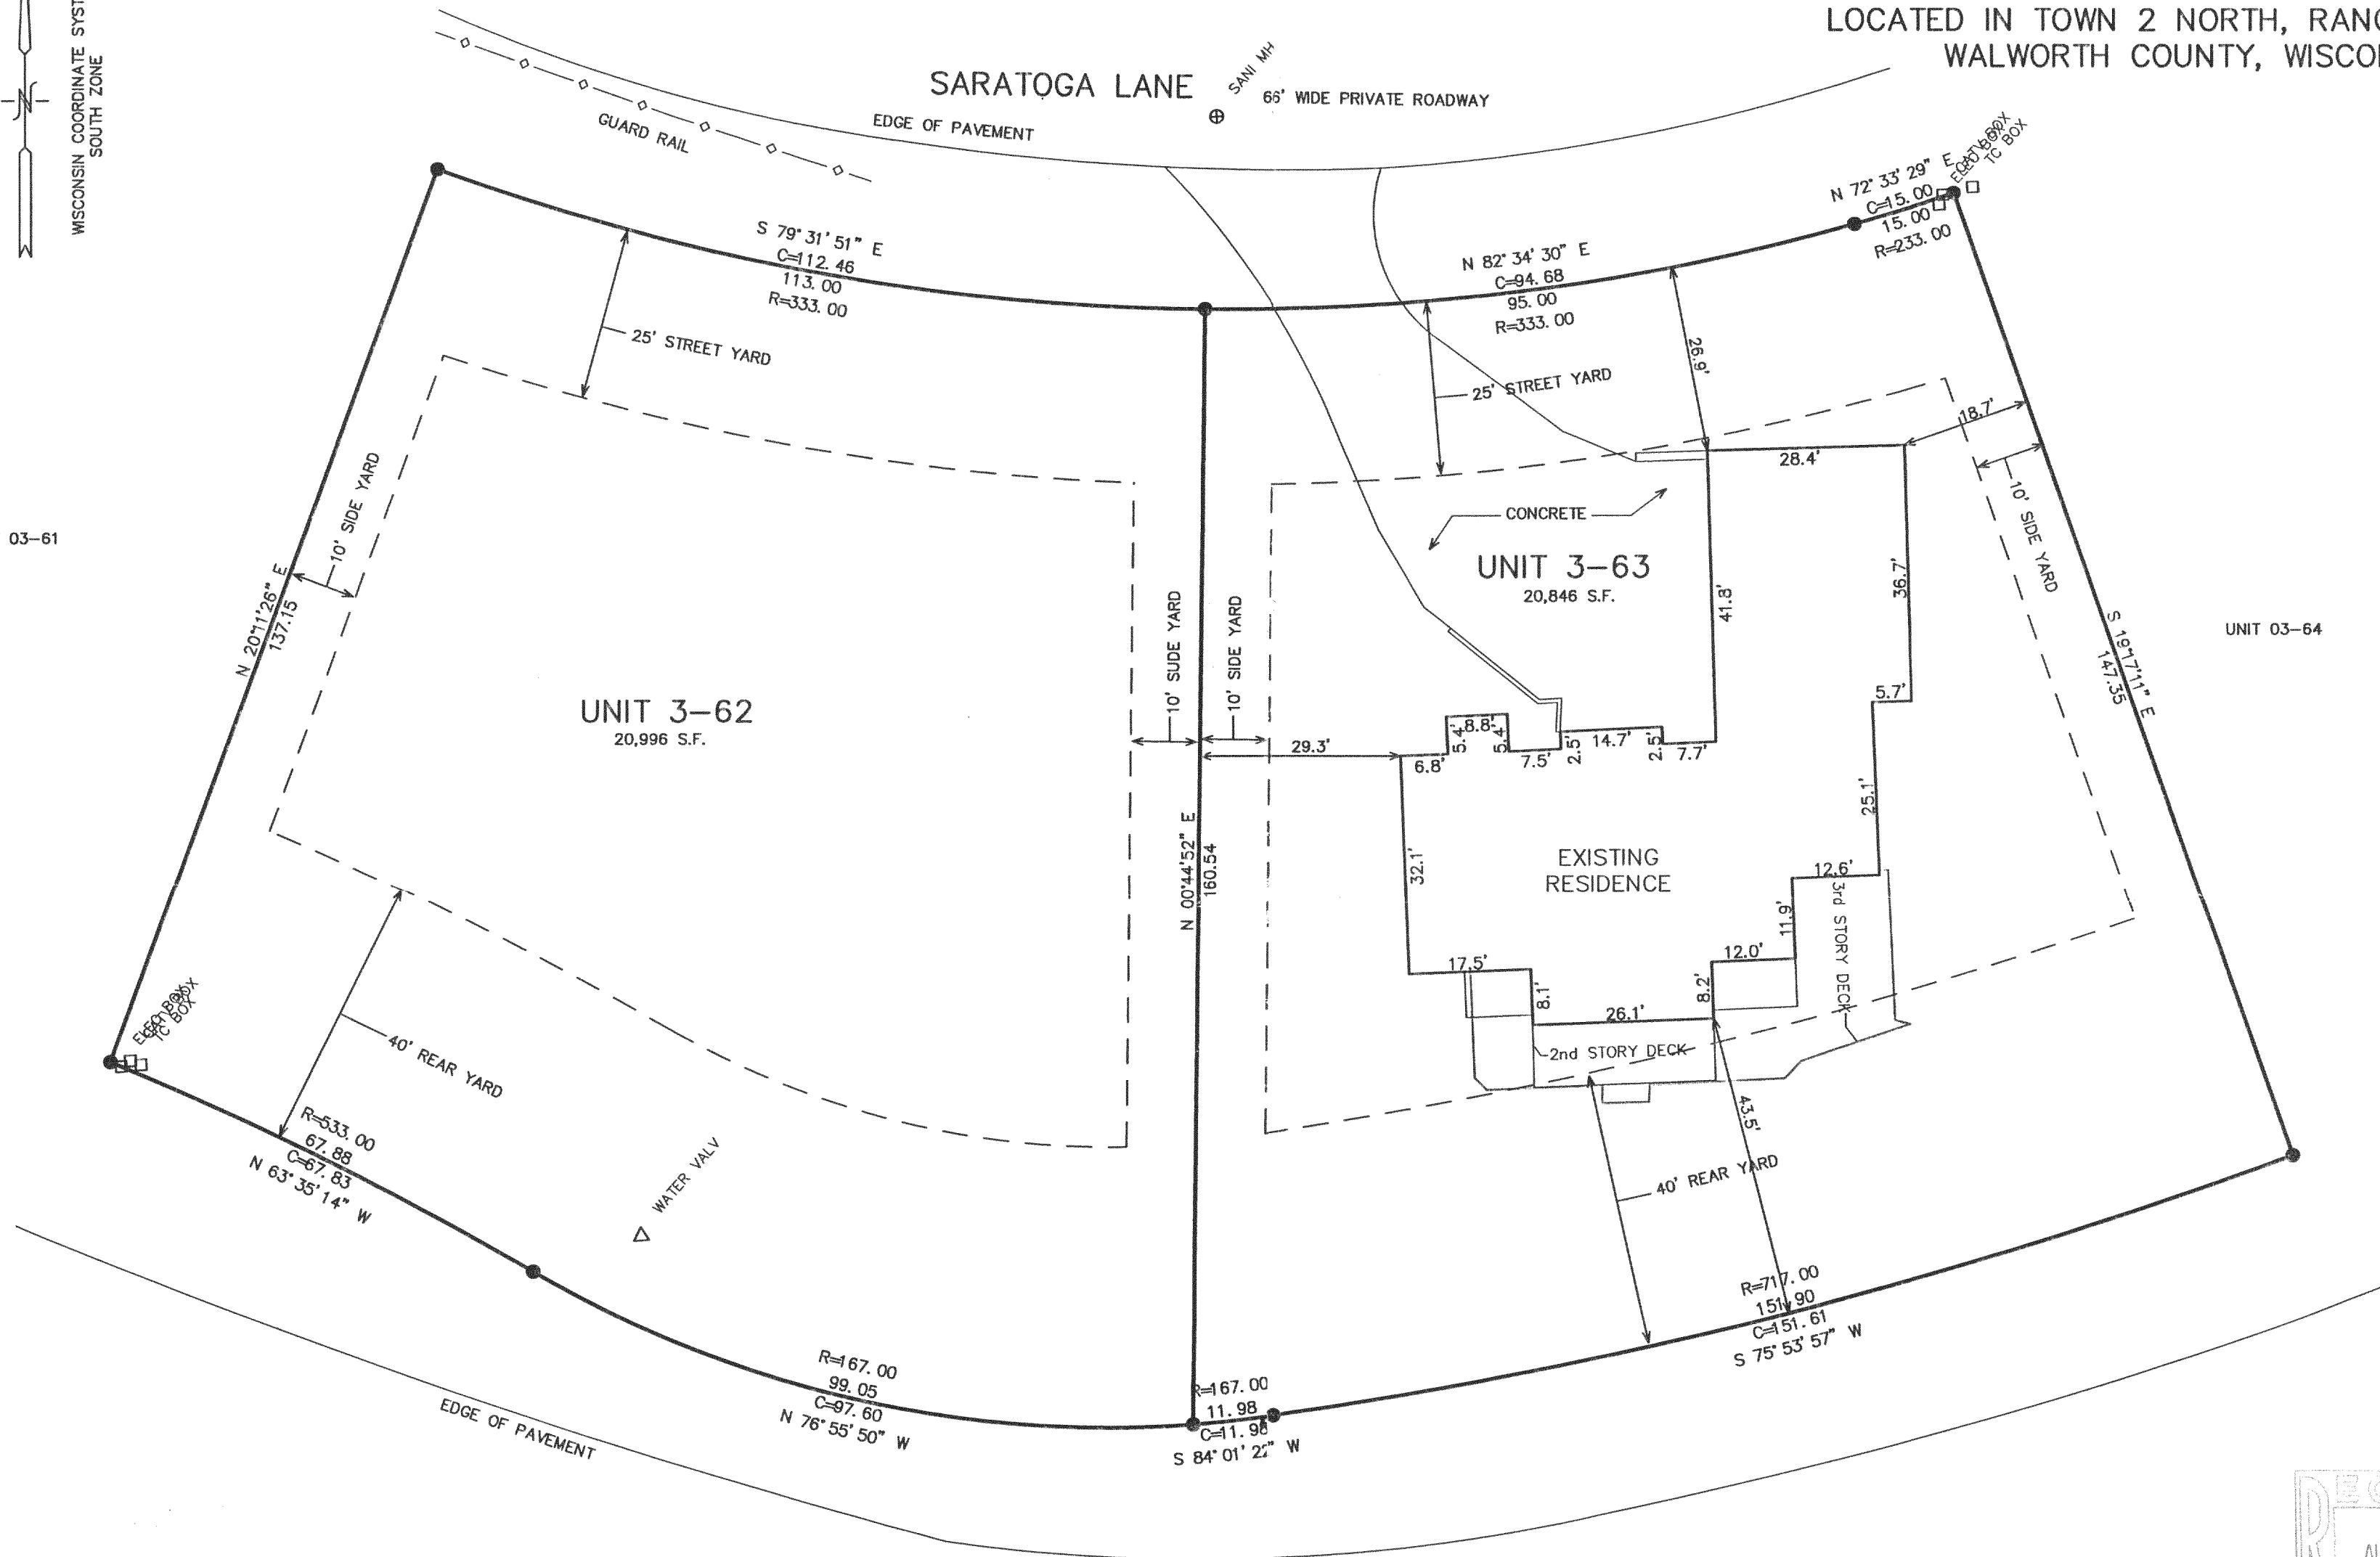 WISCONSIN COORDINATE SYST
SOUTH ZONE
LOCATED IN TOWN 2 NORTH, RANG
WALWORTH COUNTY, WISCO
SARATOGA LANE
SANI MH
66' WIDE PRIVATE ROADWAY
EDGE OF PAVEMENT
GUARD RAIL
S 79°31'51" E
C=112.46
113.00
R=333.00
N 82°34'30" E
C=94.68
95.00
R=333.00
N 72°33'29" E
C=15.00
15.00
R=233.00
ELEC BOX
CATV BOX
TC BOX
25' STREET YARD
25' STREET YARD
26.9'
18.7'
28.4'
10' SIDE YARD
10' SIDE YARD
03-61
N 20°11'26" E
137.15
CONCRETE
UNIT 3-63
20,846 S.F.
41.8'
36.7'
S 19°17'11" E
147.35
UNIT 03-64
UNIT 3-62
20,996 S.F.
10' SUDE YARD
10' SIDE YARD
29.3'
6.8'
5.4'
8.8'
5.4'
7.5'
2.5'
14.7'
2.5'
7.7'
5.7'
25.1'
N 00°44'52" E
160.54
32.1'
EXISTING
RESIDENCE
12.6'
11.9'
3rd STORY DECK
17.5'
8.1'
26.1'
8.2'
12.0'
2nd STORY DECK
43.5'
40' REAR YARD
ELEC BOX
CATV BOX
TC BOX
40' REAR YARD
R=533.00
67.88
C=67.83
N 63°35'14" W
WATER VALV
R=717.00
151.90
C=151.61
S 75°53'57" W
R=167.00
99.05
C=97.60
N 76°55'50" W
R=167.00
11.98
C=11.98
S 84°01'22" W
EDGE OF PAVEMENT